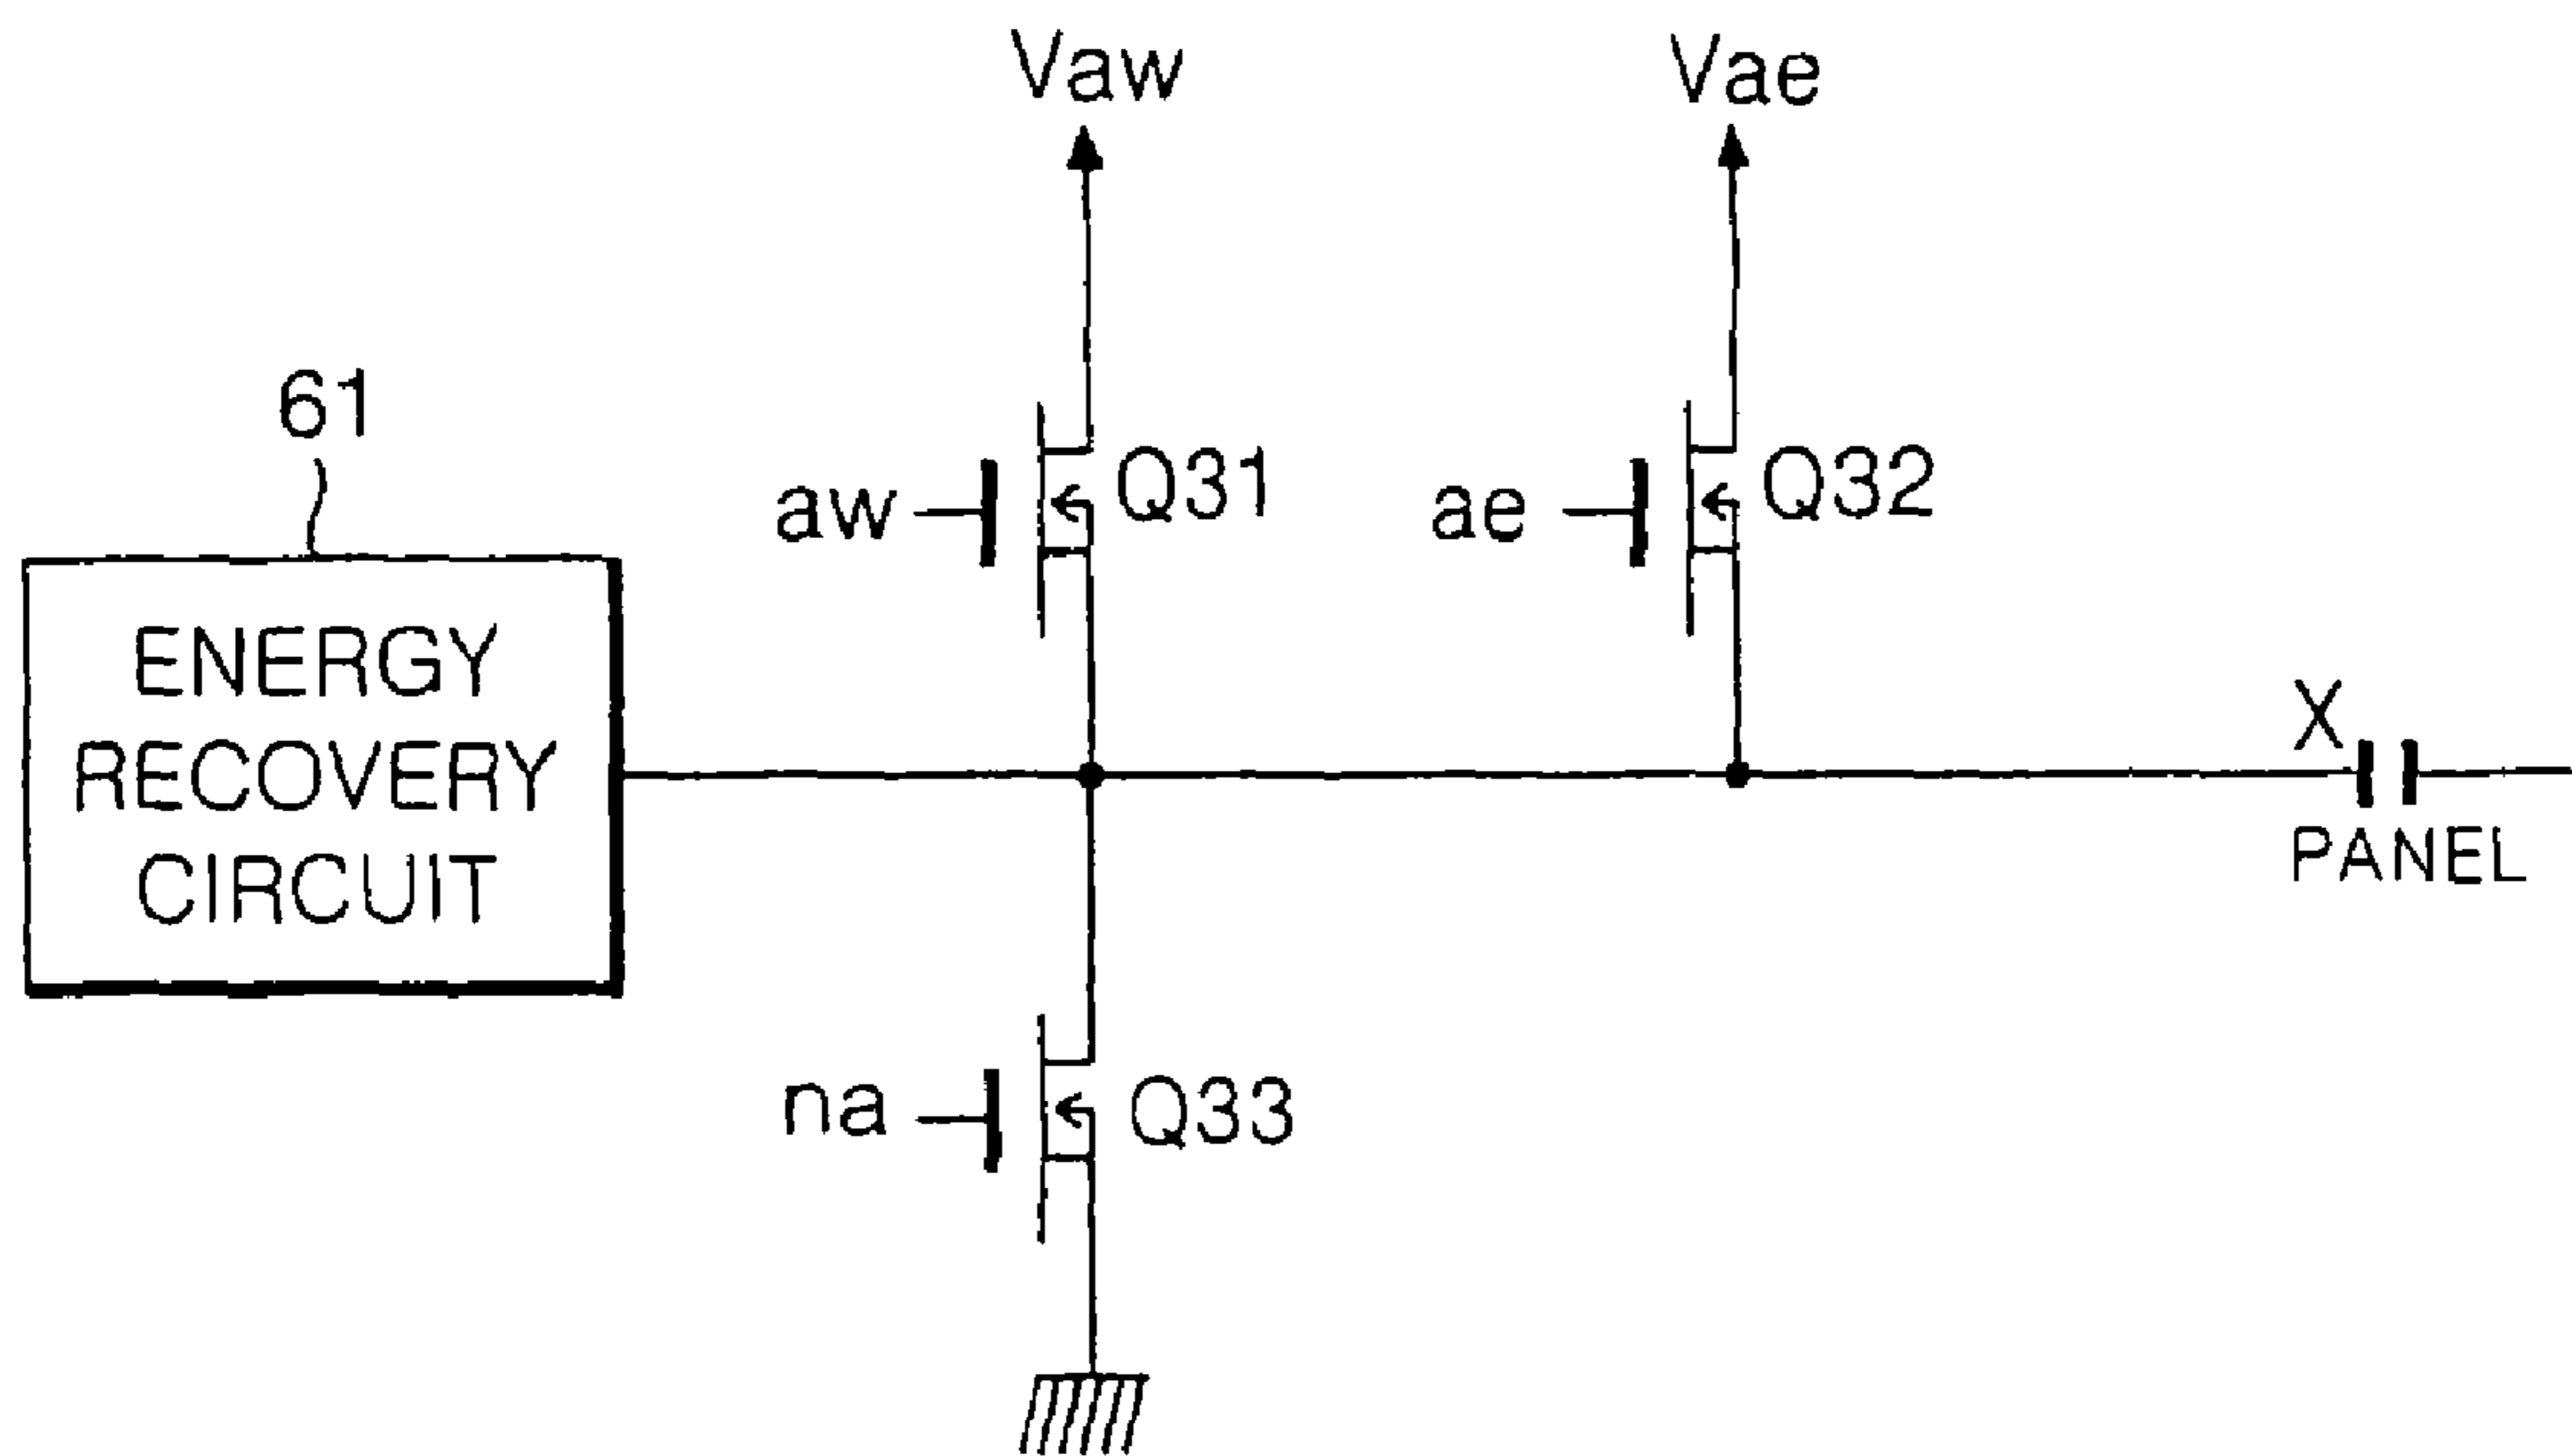 Vaw
Vae
61
aw
Q31
ae
Q32
ENERGY
RECOVERY
CIRCUIT
X
PANEL
na
Q33